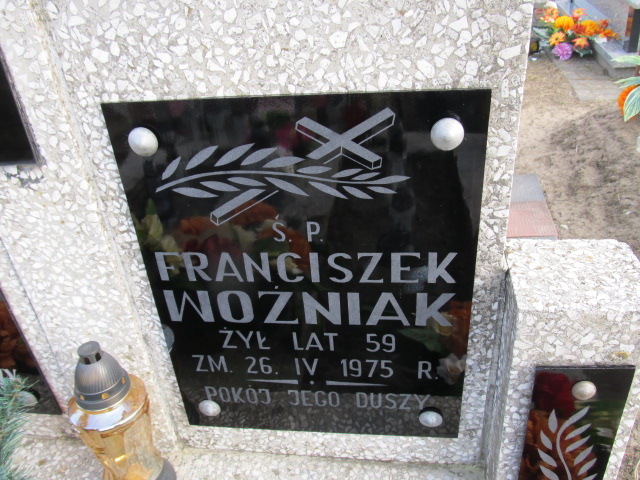 Ś. P.
FRANCISZEK
WOŹNIAK
ŻYŁ LAT 59
ZM. 26. IV 1975 R.
POKÓJ JEGO DUSZY